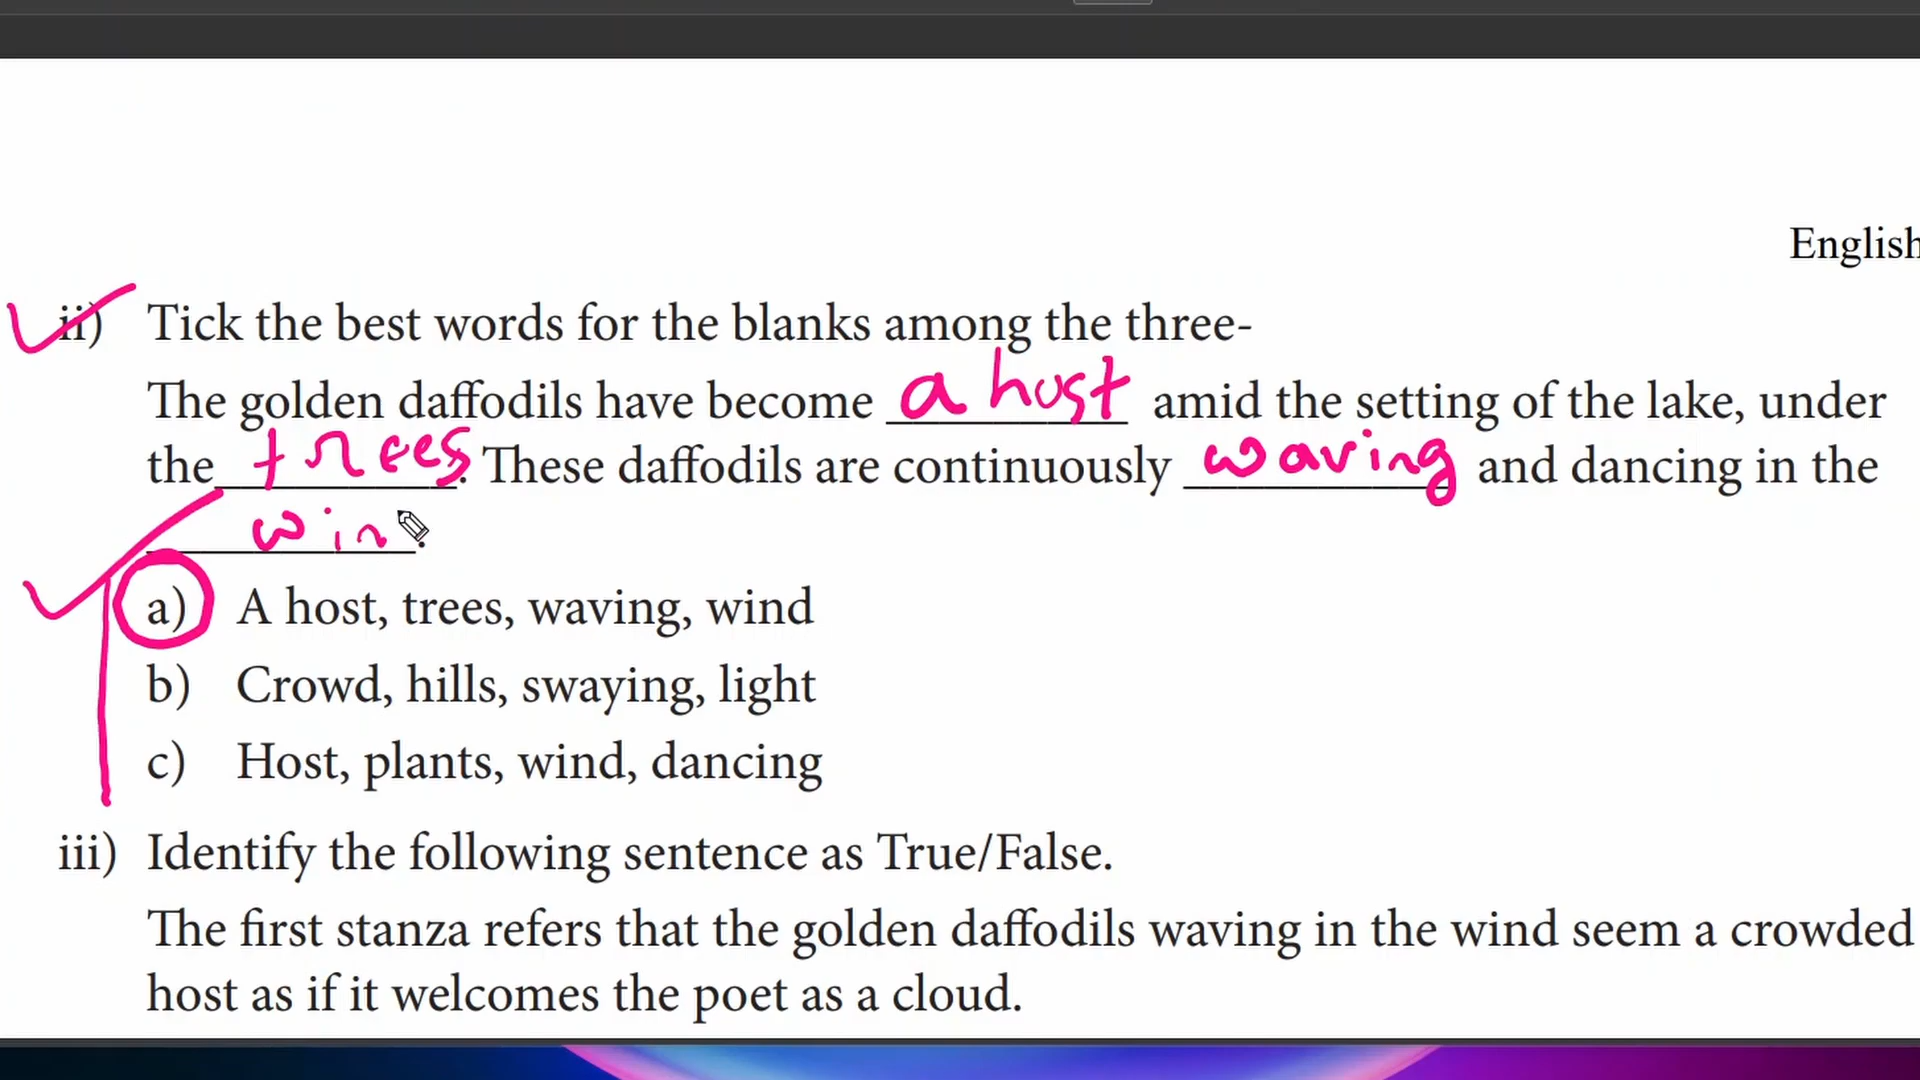 English
ii) Tick the best words for the blanks among the three-
The golden daffodils have become a host amid the setting of the lake, under
the trees. These daffodils are continuously waving and dancing in the
win
a) A host, trees, waving, wind
b) Crowd, hills, swaying, light
c) Host, plants, wind, dancing
iii) Identify the following sentence as True/False.
The first stanza refers that the golden daffodils waving in the wind seem a crowded
host as if it welcomes the poet as a cloud.